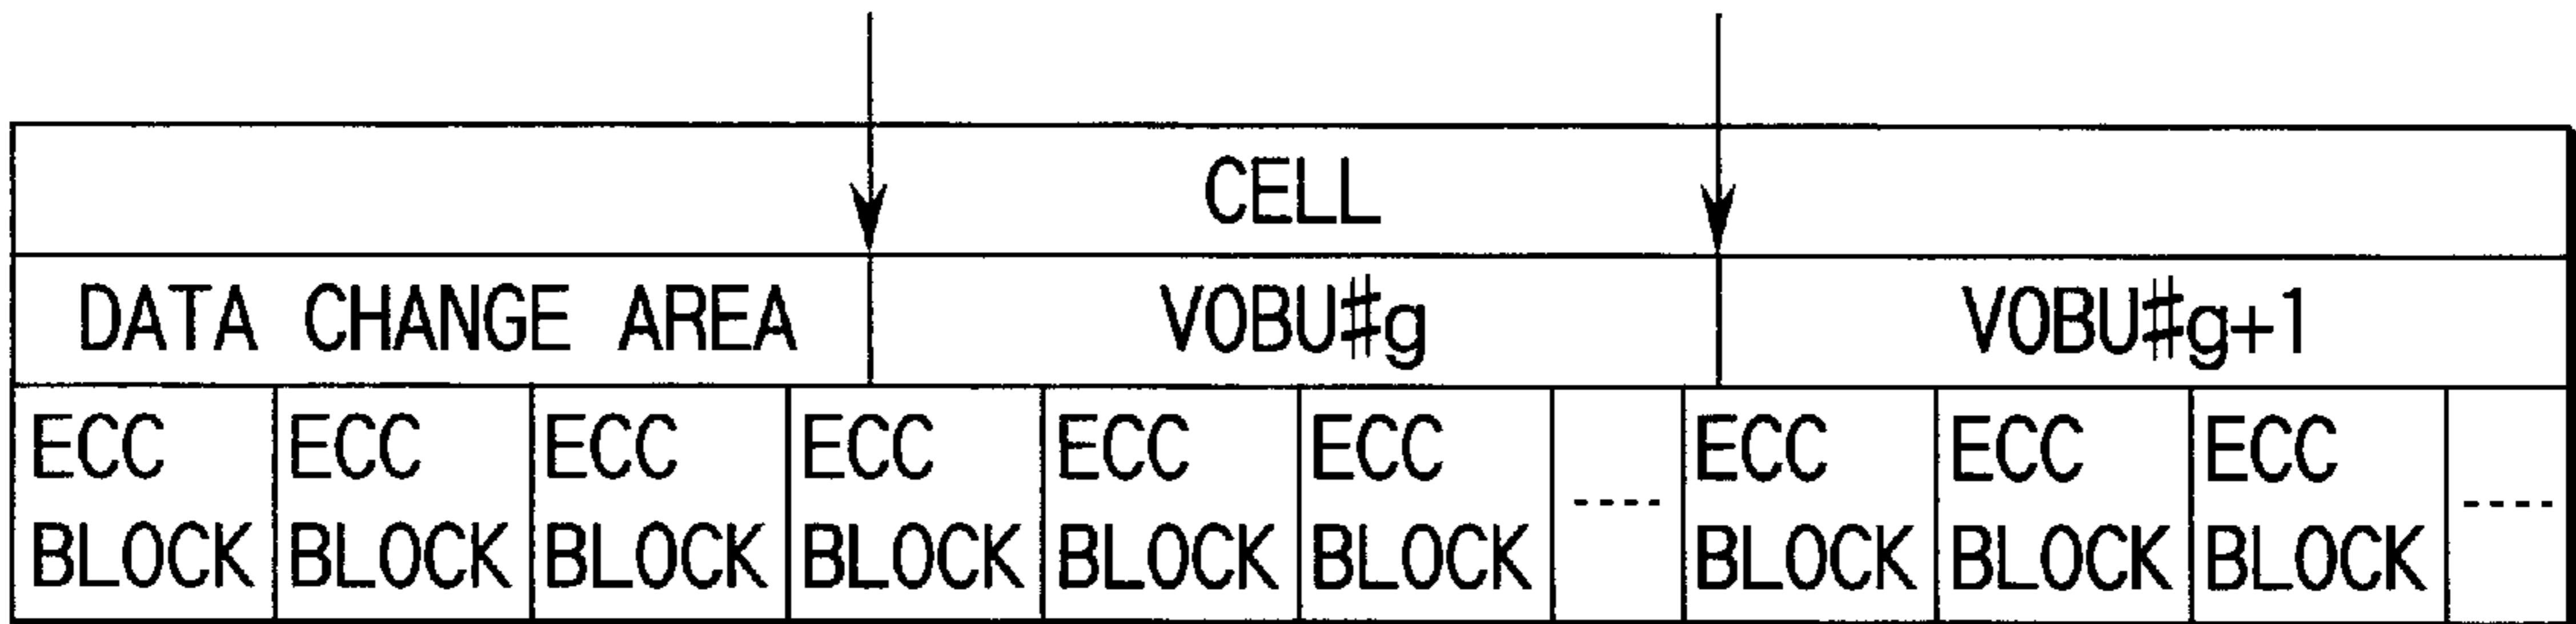 CELL
DATA CHANGE AREA VOBU#g VOBU#g+1
ECC ECC ECC ECC ECC ECC ECC ECC ECC
BLOCK BLOCK BLOCK BLOCK BLOCK BLOCK ---- BLOCK BLOCK BLOCK ----